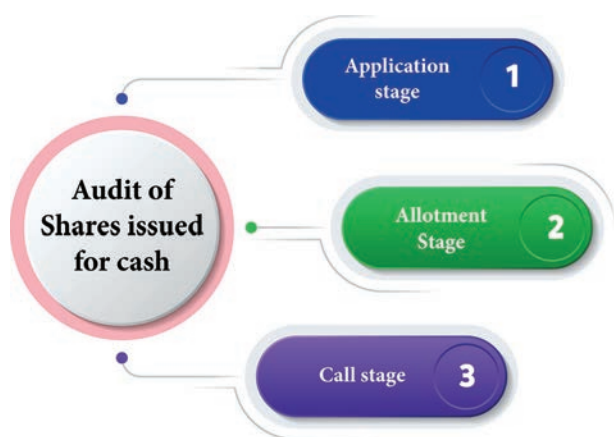 Audit of
Shares issued
for cash
Application
stage
1
Allotment
Stage
2
Call stage
3